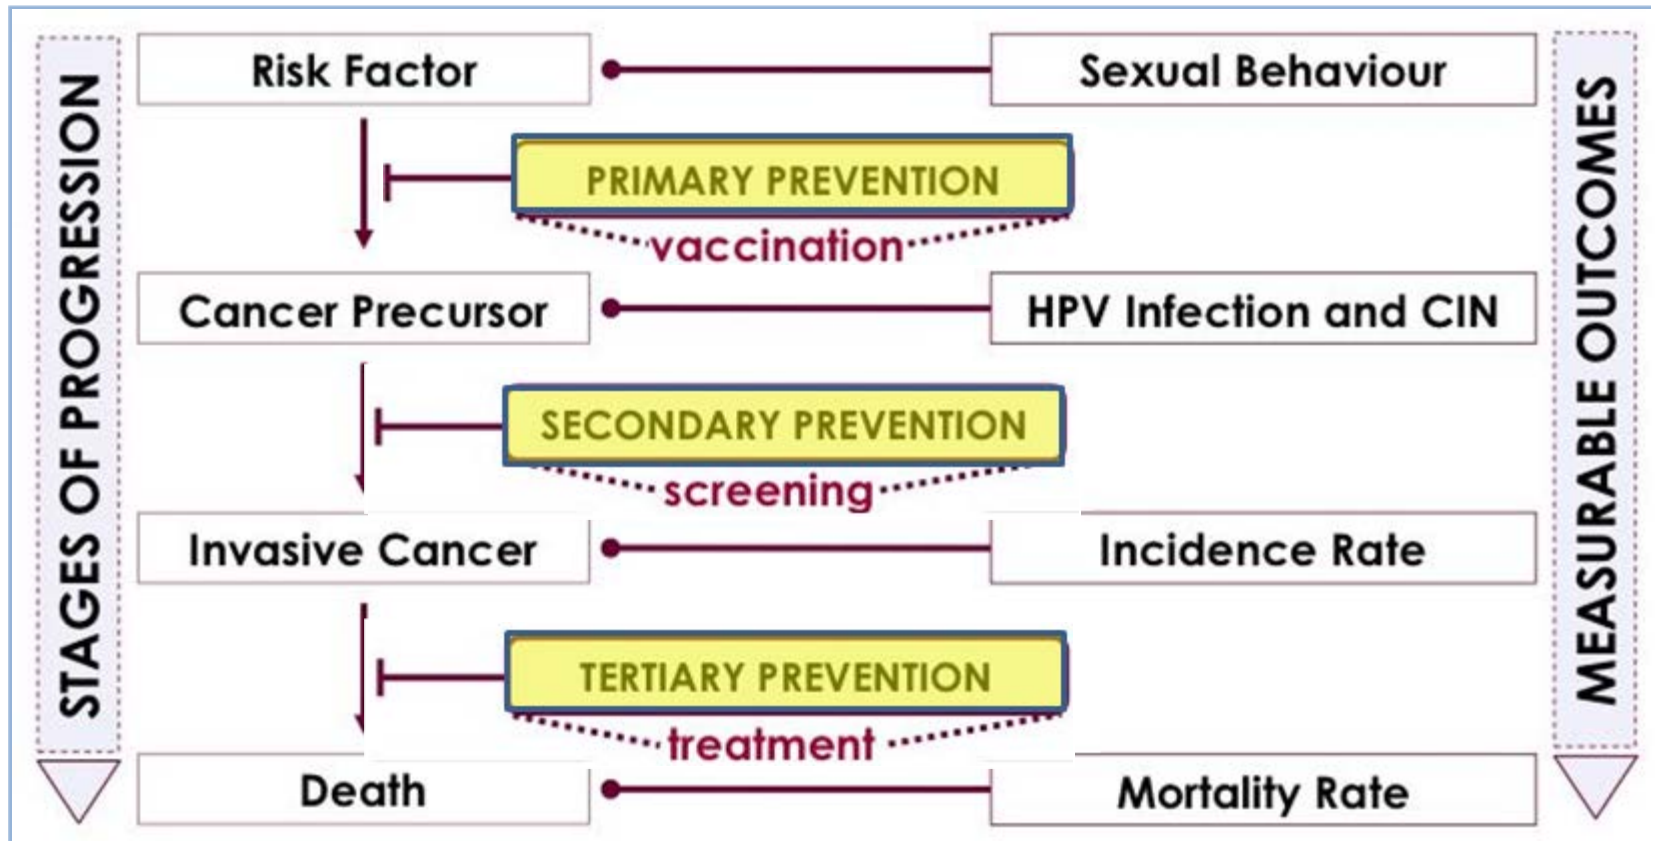 STAGES OF PROGRESSION
MEASURABLE OUTCOMES
Risk Factor
Sexual Behaviour
PRIMARY PREVENTION
vaccination
Cancer Precursor
HPV Infection and CIN
SECONDARY PREVENTION
screening
Invasive Cancer
Incidence Rate
TERTIARY PREVENTION
treatment
Death
Mortality Rate